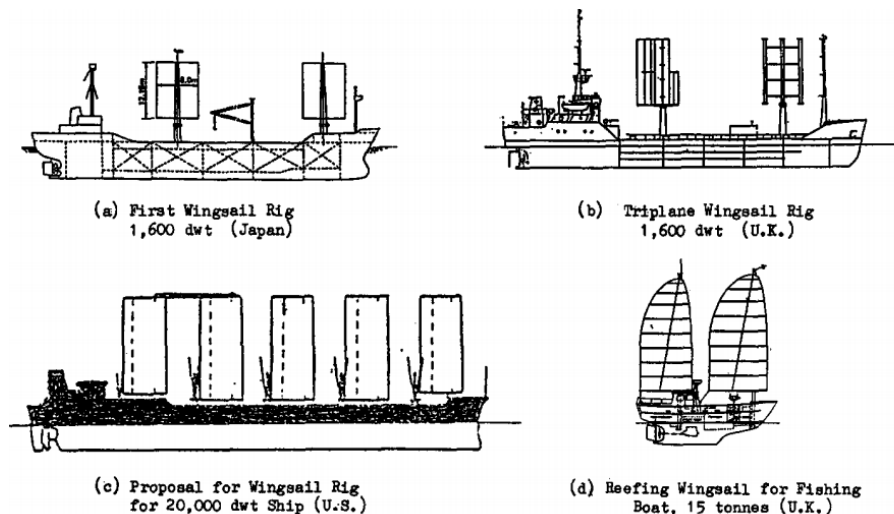 (a) First Wingsail Rig
1,600 dwt (Japan)
(b) Triplane Wingsail Rig
1,600 dwt (U.K.)
(c) Proposal for Wingsail Rig
for 20,000 dwt Ship (U.S.)
(d) Reefing Wingsail for Fishing
Boat, 15 tonnes (U.K.)